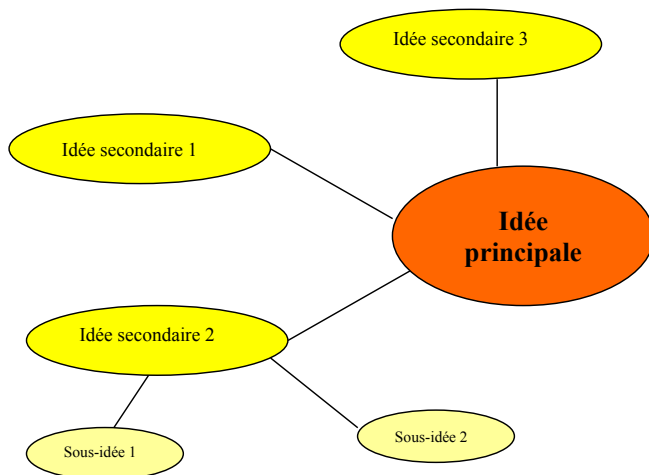 Idée secondaire 3
Idée secondaire 1
Idée
principale
Idée secondaire 2
Sous-idée 1
Sous-idée 2